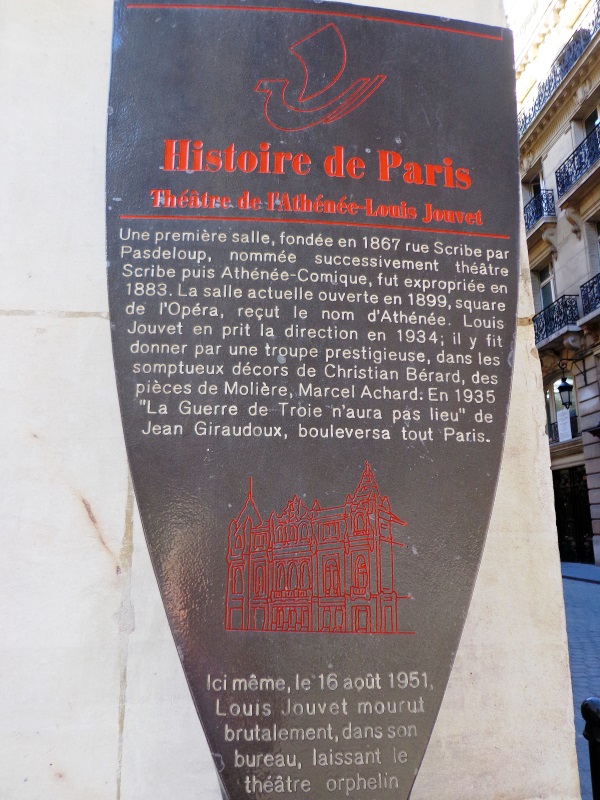 Histoire de Paris
Théâtre de l'Athénée-Louis Jouvet
Une première salle, fondée en 1867 rue Scribe par
Pasdeloup, nommée successivement théâtre
Scribe puis Athénée-Comique, fut expropriée en
1883. La salle actuelle ouverte en 1899, square
de l'Opéra, reçut le nom d'Athénée. Louis
Jouvet en prit la direction en 1934; il y fit
donner par une troupe prestigieuse, dans les
somptueux décors de Christian Bérard, des
pièces de Molière, Marcel Achard. En 1935
"La Guerre de Troie n'aura pas lieu" de
Jean Giraudoux, bouleversa tout Paris.
Ici même, le 16 août 1951,
Louis Jouvet mourut
brutalement, dans son
bureau, laissant le
théâtre orphelin